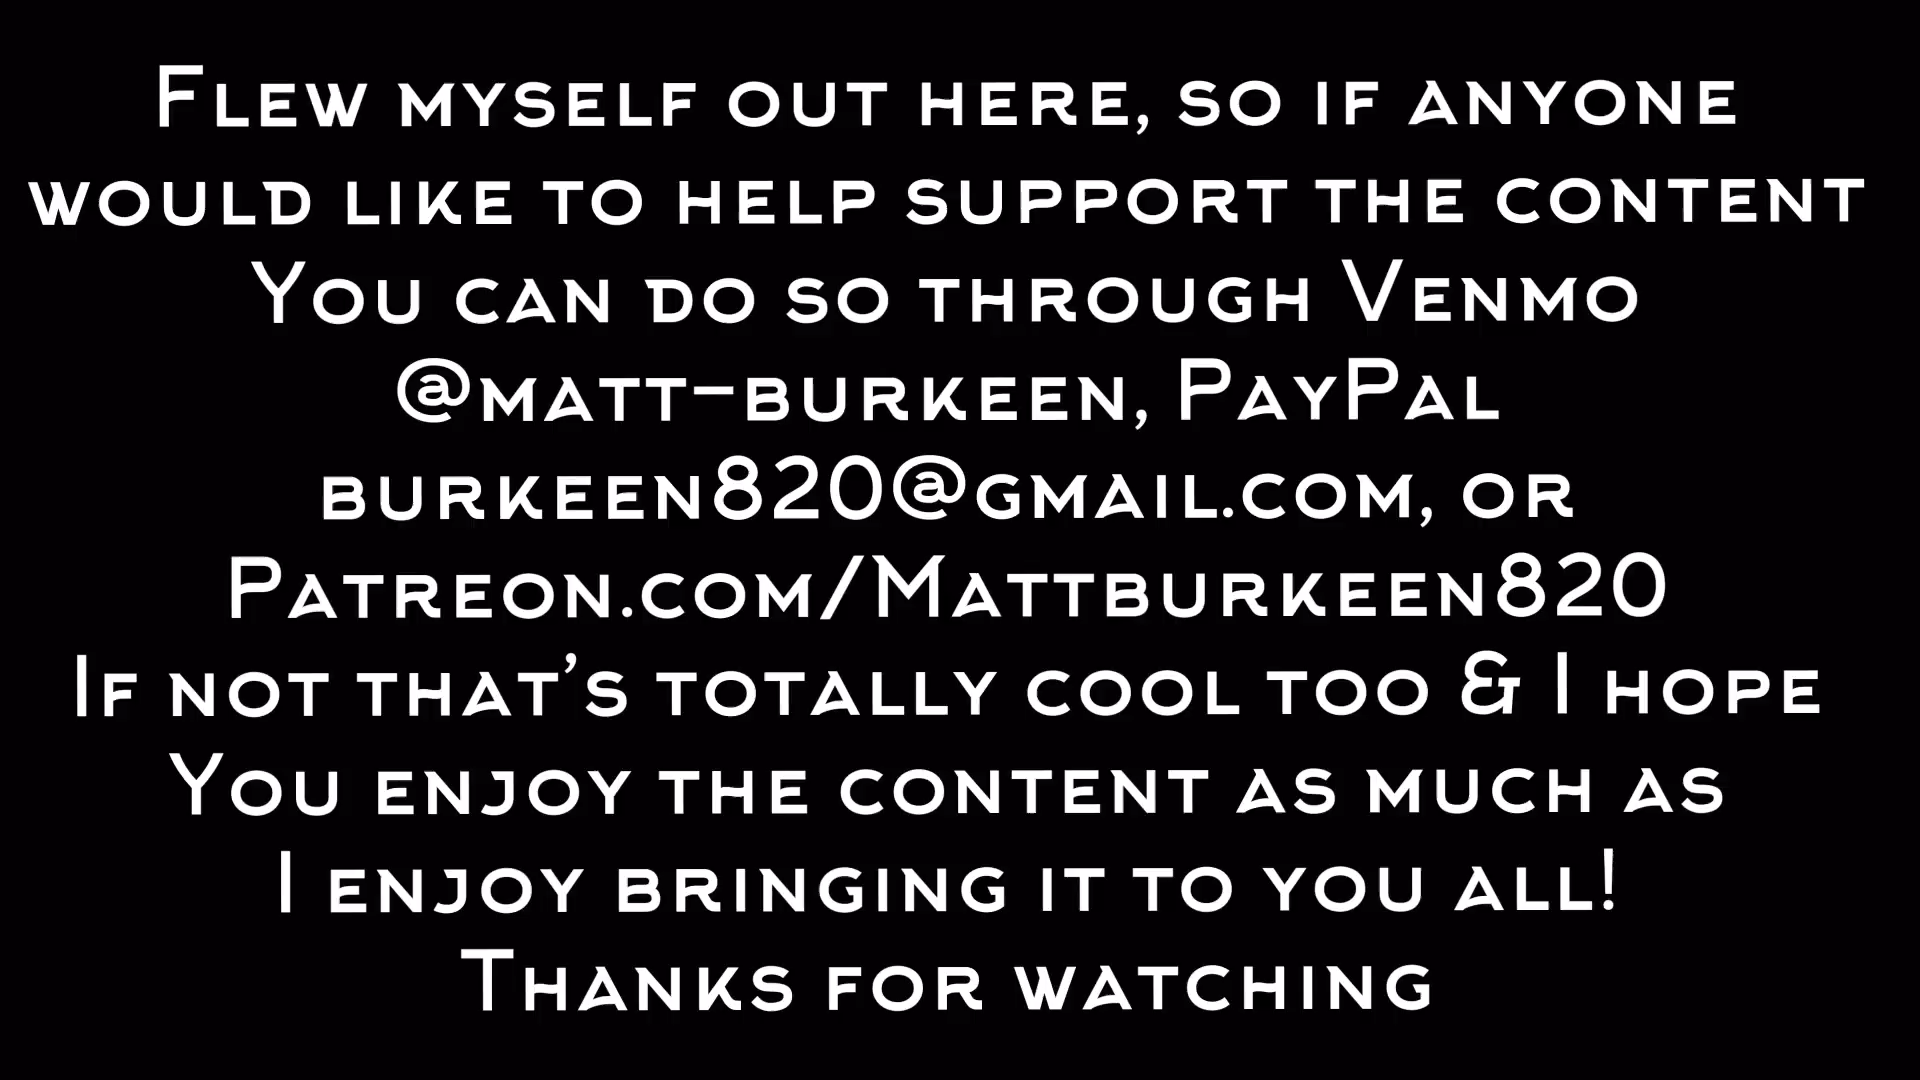 Flew myself out here, so if anyone
would like to help support the content
You can do so through Venmo
@matt-burkeen, PayPal
burkeen820@gmail.com, or
Patreon.com/Mattburkeen820
If not that's totally cool too & I hope
You enjoy the content as much as
I enjoy bringing it to you all!
Thanks for watching